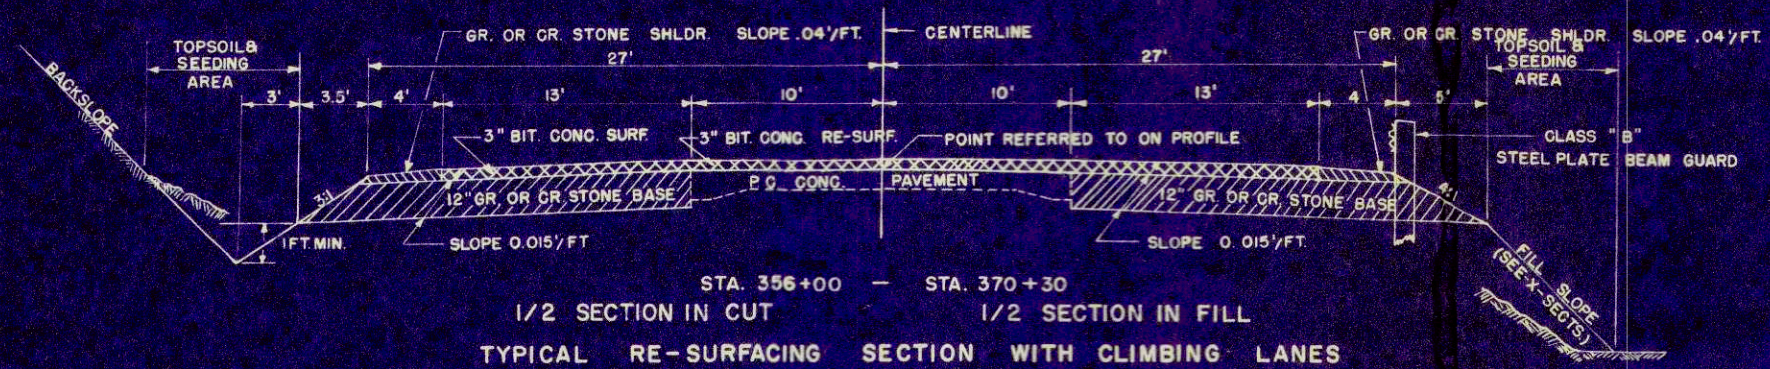 GR. OR CR. STONE SHLDR. SLOPE .04'/FT.
CENTERLINE
GR. OR CR. STONE SHLDR. SLOPE .04'/FT.
TOPSOIL &
SEEDING
AREA
27'
27'
TOPSOIL &
SEEDING
AREA
BACKSLOPE
3'
3.5'
4'
13'
10'
10'
13'
4
5'
3" BIT. CONC. SURF.
3" BIT. CONC. RE-SURF.
POINT REFERRED TO ON PROFILE
CLASS "B"
STEEL PLATE BEAM GUARD
P.C. CONC. PAVEMENT
3:1
12" GR. OR CR. STONE BASE
12" GR. OR CR. STONE BASE
4:1
1 FT. MIN.
SLOPE 0.015'/FT
SLOPE 0.015'/FT.
FILL SLOPE
(SEE X-SECTS.)
STA. 356+00 — STA. 370+30
1/2 SECTION IN CUT
1/2 SECTION IN FILL
TYPICAL RE-SURFACING SECTION WITH CLIMBING LANES